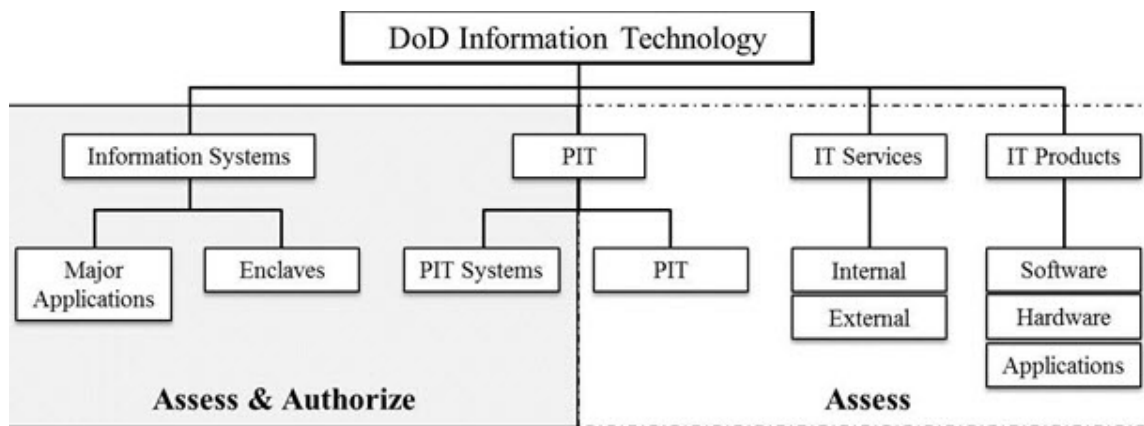 DoD Information Technology
Information Systems
PIT
IT Services
IT Products
Major
Applications
Enclaves
PIT Systems
PIT
Internal
External
Software
Hardware
Applications
Assess & Authorize
Assess